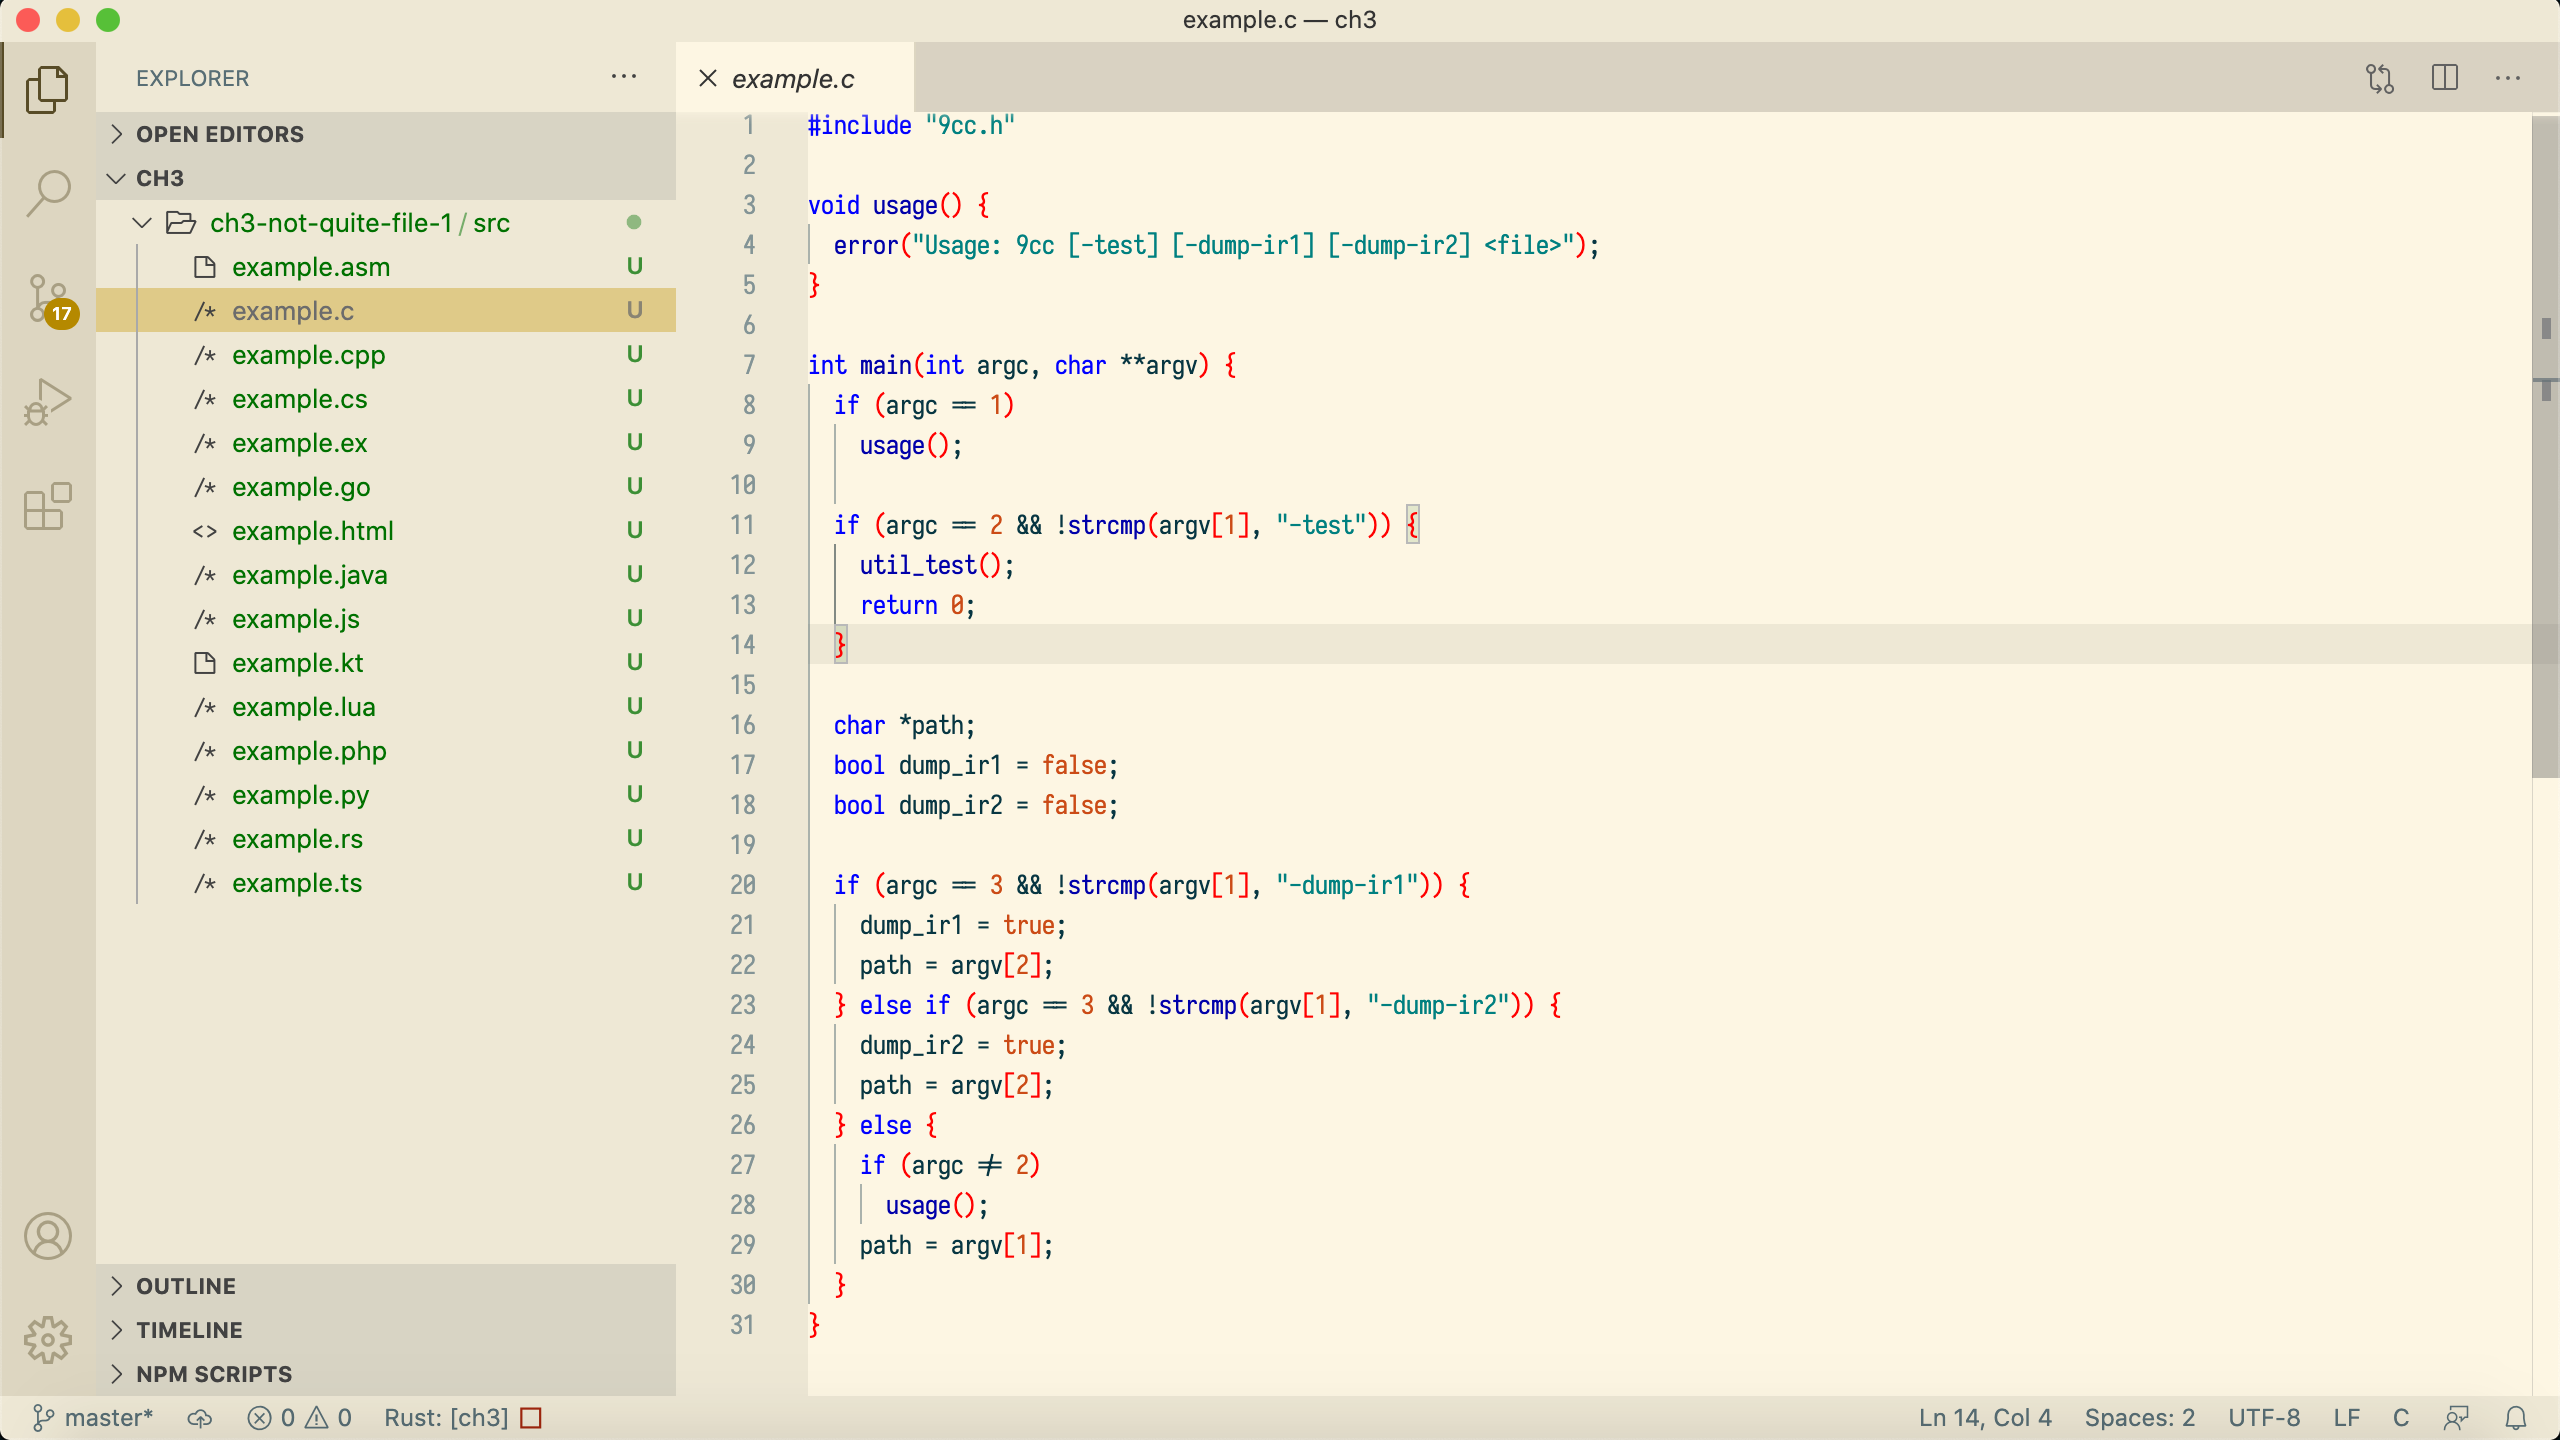 example.c — ch3
EXPLORER
OPEN EDITORS
CH3
ch3-not-quite-file-1 / src
example.asm U
/* example.c U
/* example.cpp U
/* example.cs U
/* example.ex U
/* example.go U
<> example.html U
/* example.java U
/* example.js U
example.kt U
/* example.lua U
/* example.php U
/* example.py U
/* example.rs U
/* example.ts U
17
OUTLINE
TIMELINE
NPM SCRIPTS
example.c
1 #include "9cc.h"
2
3 void usage() {
4   error("Usage: 9cc [-test] [-dump-ir1] [-dump-ir2] <file>");
5 }
6
7 int main(int argc, char **argv) {
8   if (argc == 1)
9     usage();
10
11   if (argc == 2 && !strcmp(argv[1], "-test")) {
12     util_test();
13     return 0;
14   }
15
16   char *path;
17   bool dump_ir1 = false;
18   bool dump_ir2 = false;
19
20   if (argc == 3 && !strcmp(argv[1], "-dump-ir1")) {
21     dump_ir1 = true;
22     path = argv[2];
23   } else if (argc == 3 && !strcmp(argv[1], "-dump-ir2")) {
24     dump_ir2 = true;
25     path = argv[2];
26   } else {
27     if (argc != 2)
28       usage();
29     path = argv[1];
30   }
31 }
master* 0 0 Rust: [ch3] Ln 14, Col 4 Spaces: 2 UTF-8 LF C